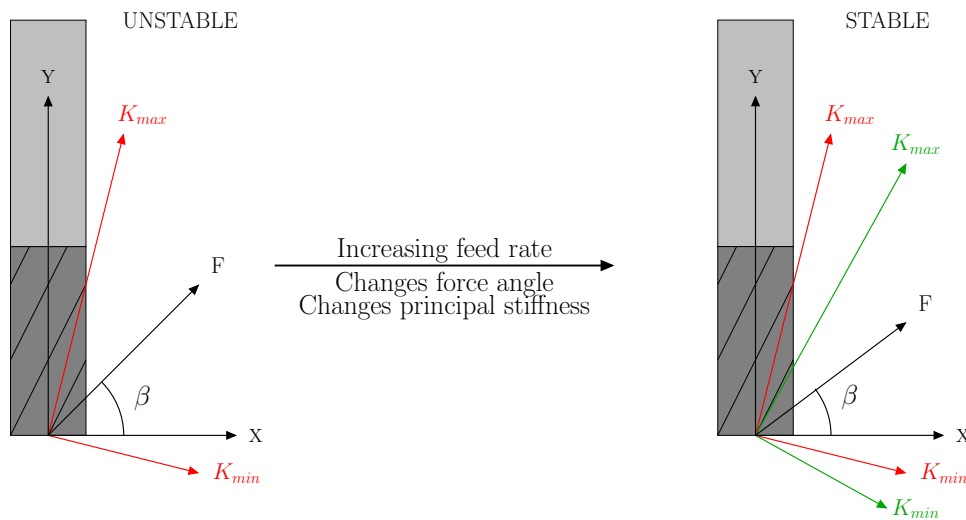 UNSTABLE
Y
K_max
F
β
X
K_min
Increasing feed rate
Changes force angle
Changes principal stiffness
STABLE
Y
K_max
K_max
F
β
X
K_min
K_min